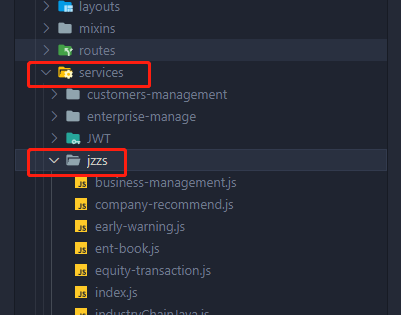 layouts
mixins
routes
services
customers-management
enterprise-manage
JWT
jzzs
JS business-management.js
JS company-recommend.js
JS early-warning.js
JS ent-book.js
JS equity-transaction.js
JS index.js
JS industryChainJava.js